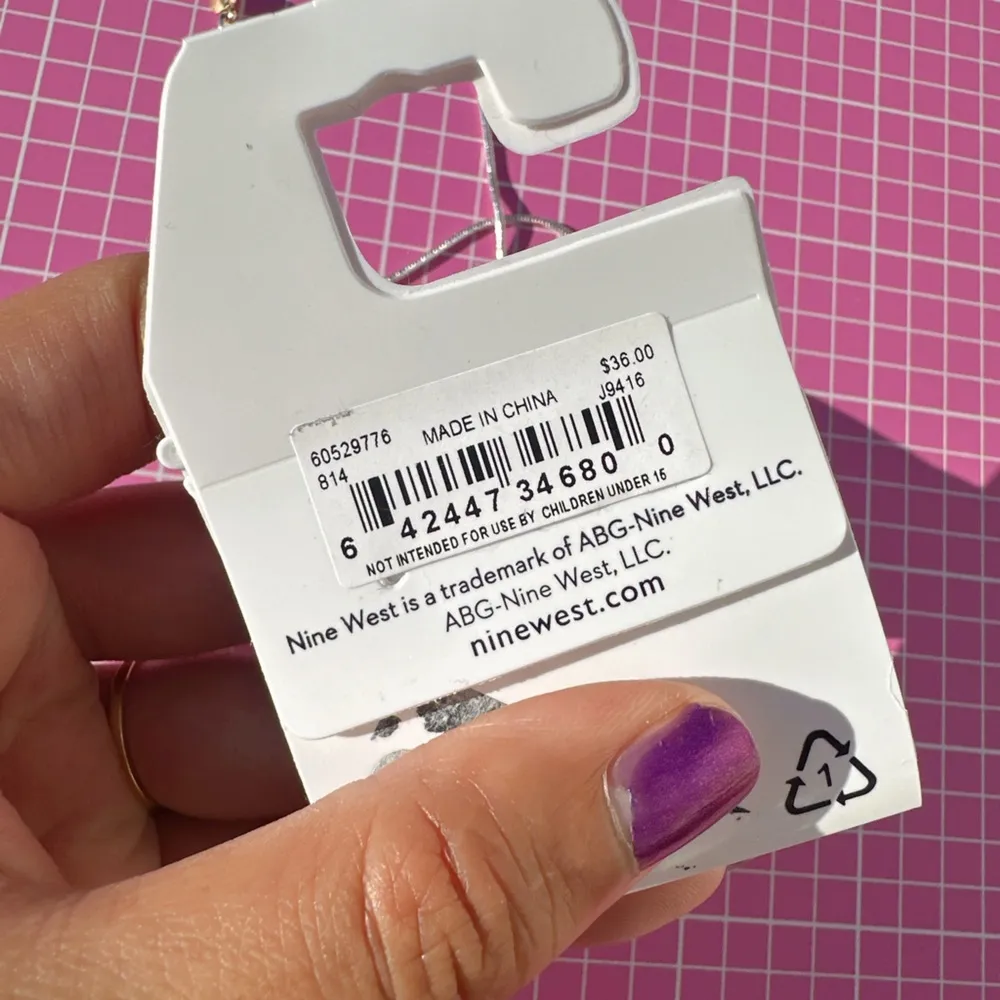 $36.00
60529776 MADE IN CHINA J9416
814
6 42447 34680 0
NOT INTENDED FOR USE BY CHILDREN UNDER 15
Nine West is a trademark of ABG-Nine West, LLC.
ABG-Nine West, LLC.
ninewest.com
1